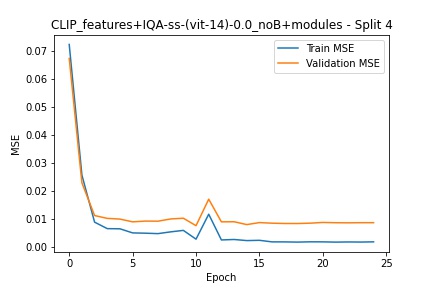 CLIP_features+IQA-ss-(vit-14)-0.0_noB+modules - Split 4
Train MSE
Validation MSE
MSE
0.07
0.06
0.05
0.04
0.03
0.02
0.01
0.00
0 5 10 15 20 25
Epoch